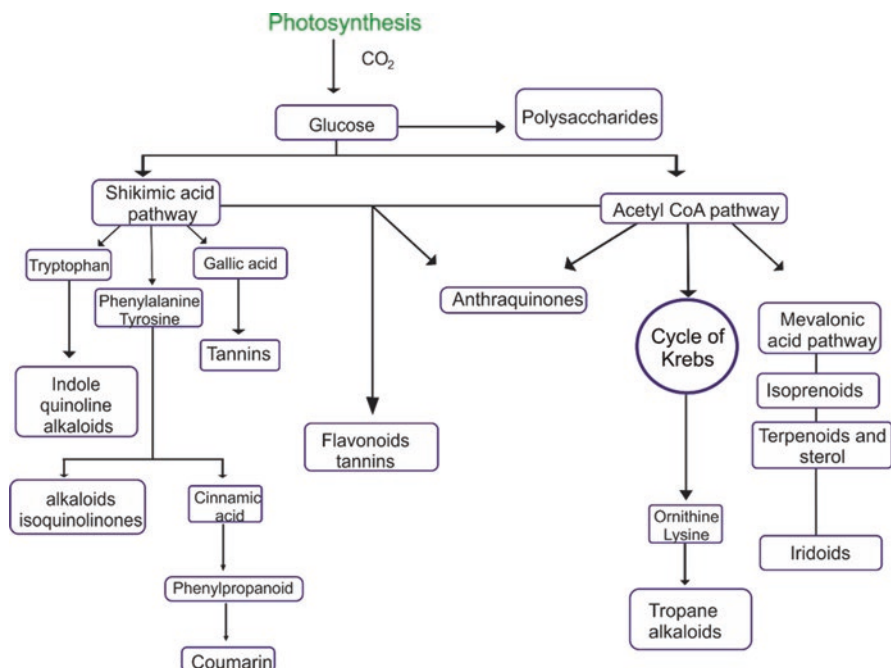 Photosynthesis
CO₂
Glucose
Polysaccharides
Shikimic acid
pathway
Acetyl CoA pathway
Tryptophan
Gallic acid
Phenylalanine
Tyrosine
Anthraquinones
Tannins
Cycle of
Krebs
Mevalonic
acid pathway
Indole
quinoline
alkaloids
Isoprenoids
Flavonoids
tannins
Terpenoids and
sterol
alkaloids
isoquinolinones
Cinnamic
acid
Ornithine
Lysine
Iridoids
Phenylpropanoid
Tropane
alkaloids
Coumarin